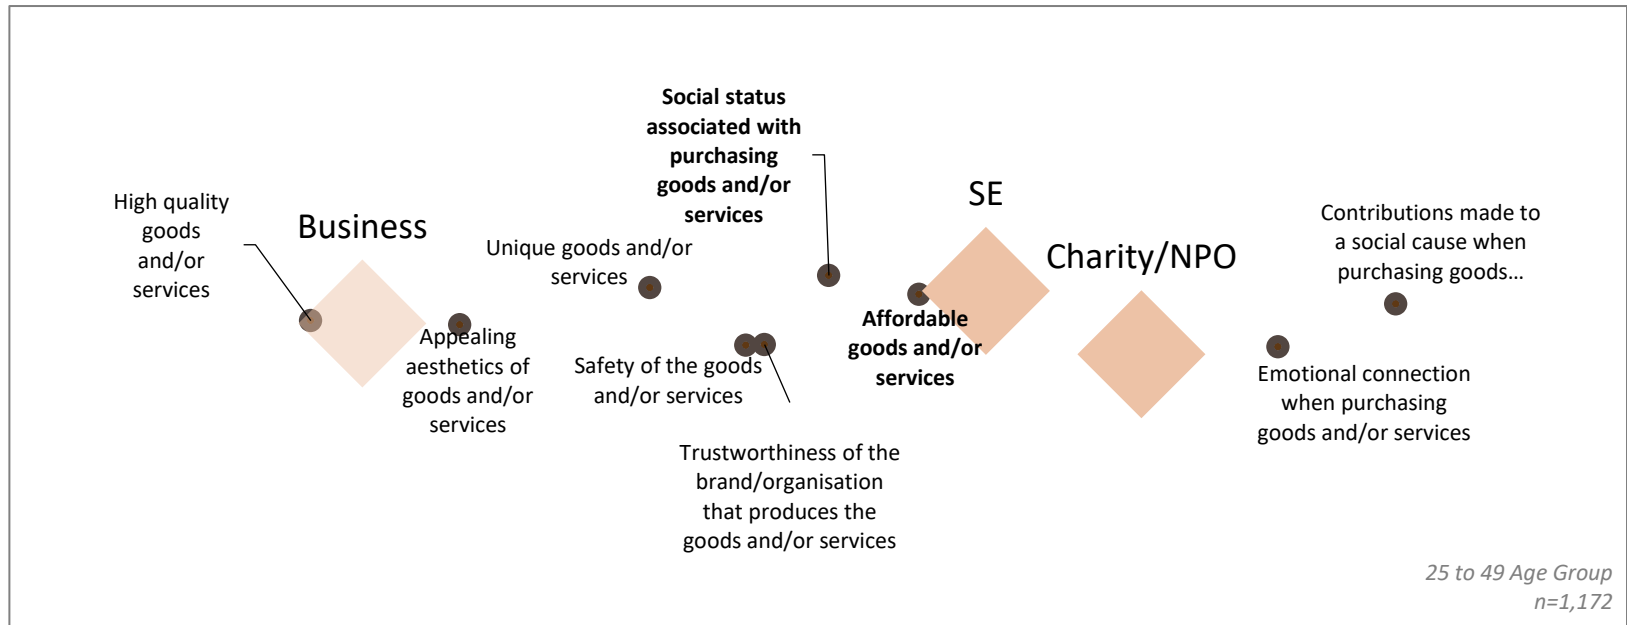 High quality
goods
and/or
services
Business
Appealing
aesthetics of
goods and/or
services
Unique goods and/or
services
Safety of the goods
and/or services
Social status
associated with
purchasing
goods and/or
services
Trustworthiness of the
brand/organisation
that produces the
goods and/or services
Affordable
goods and/or
services
SE
Charity/NPO
Contributions made to
a social cause when
purchasing goods...
Emotional connection
when purchasing
goods and/or services
25 to 49 Age Group
n=1,172